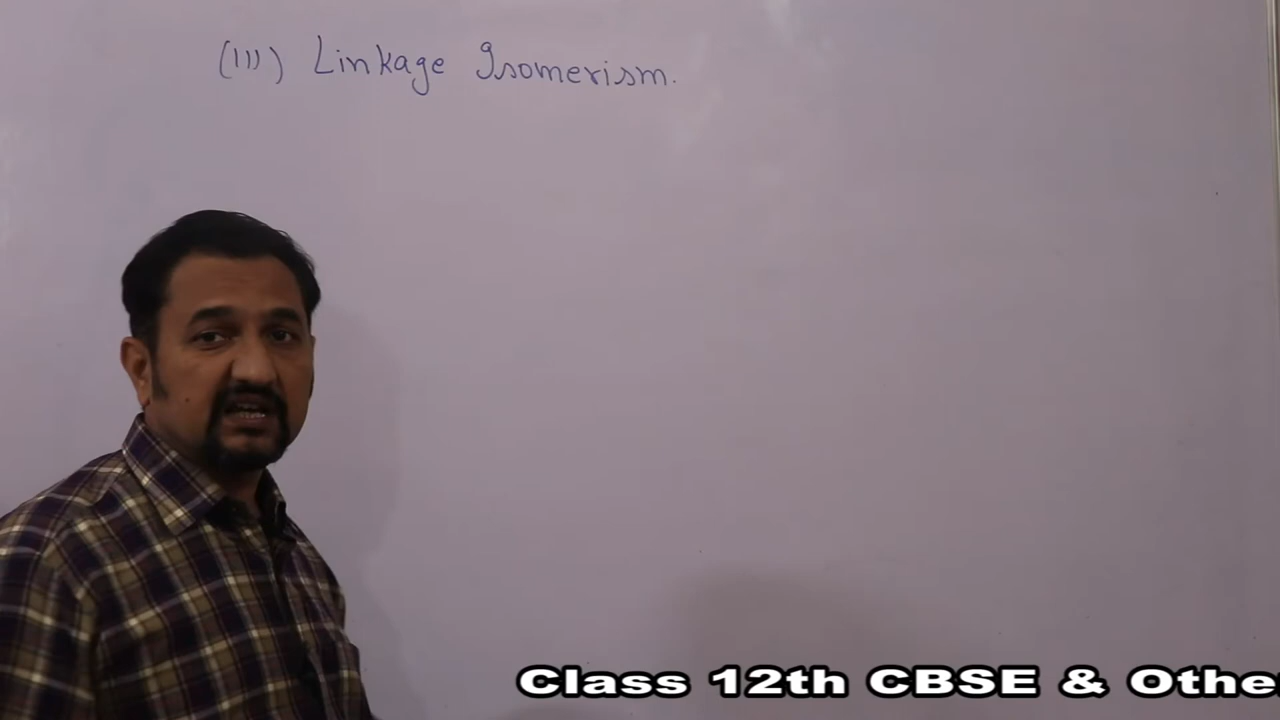 (III) Linkage Isomerism.
Class 12th CBSE & Othe